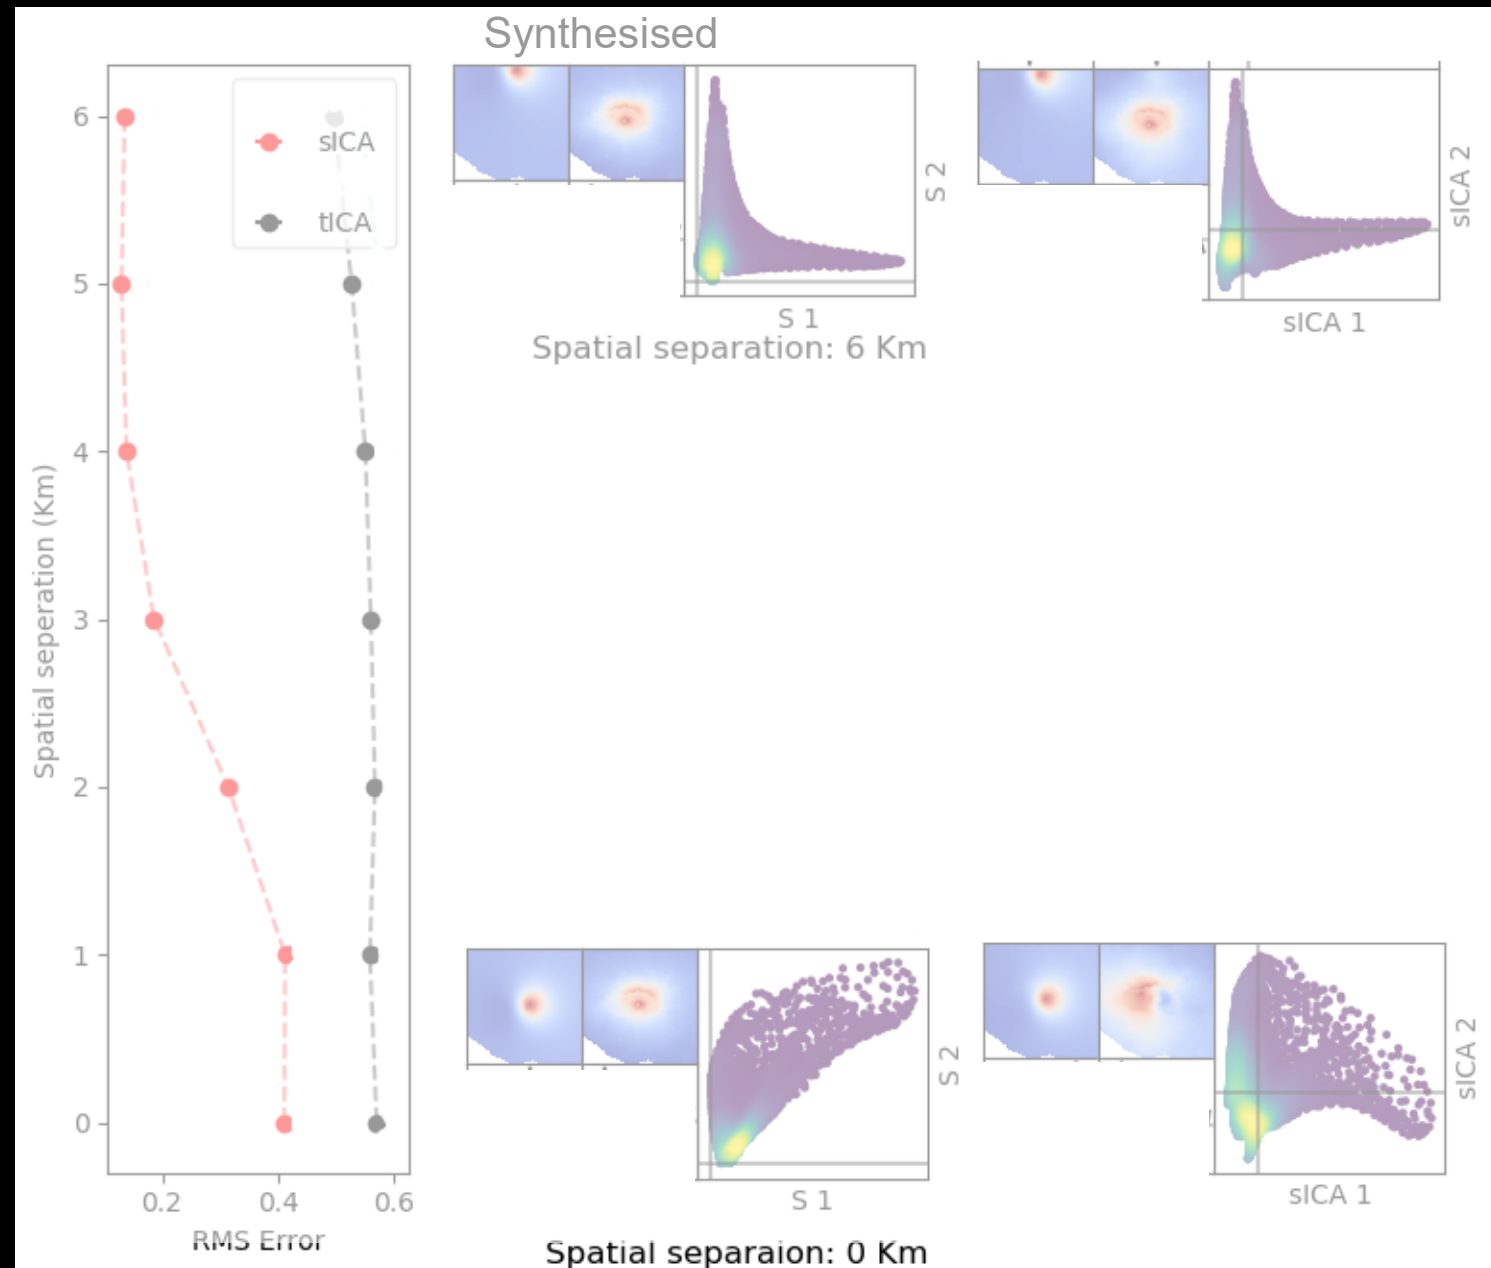 Synthesised
6
5
4
3
2
1
0
Spatial seperation (Km)
sICA
tICA
0.2 0.4 0.6
RMS Error
S 2
S 1
Spatial separation: 6 Km
sICA 2
sICA 1
S 2
S 1
Spatial separaion: 0 Km
sICA 2
sICA 1